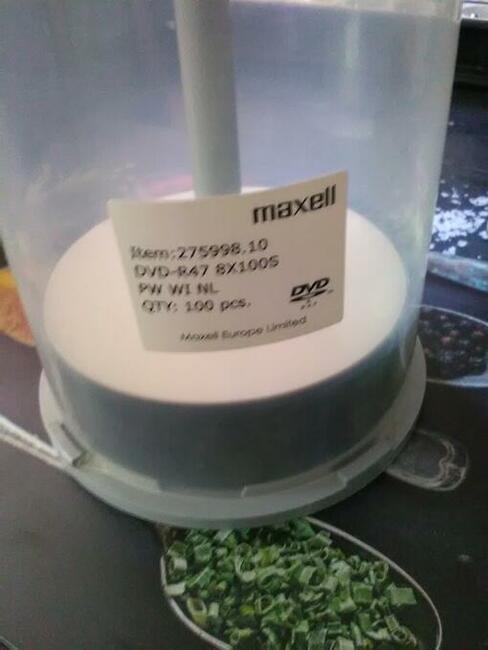 maxell
Item:275998.10
DVD-R47 8X100S
PW WI NL
QTY: 100 pcs.
DVD
Maxell Europe Limited